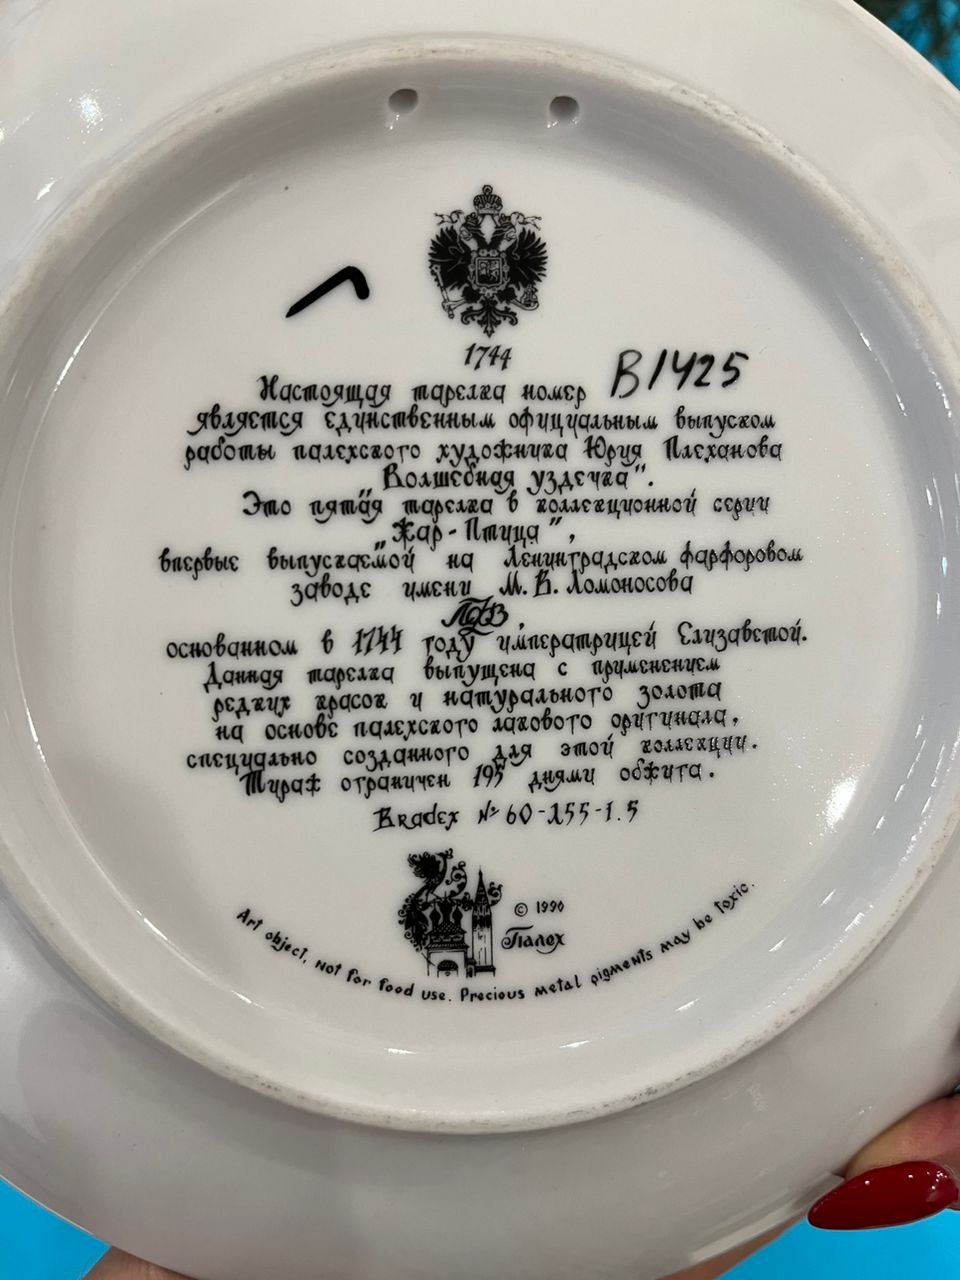 1744
Настоящая тарелка номер В1425
является единственным официальным выпуском
работы палехского художника Юрия Плеханова
„Волшебная уздечка".
Это пятая тарелка в коллекционной серии
„Жар-Птица",
впервые выпускаемой на Ленинградском фарфоровом
заводе имени М. В. Ломоносова
ЛФЗ,
основанном в 1744 году императрицей Елизаветой.
Данная тарелка выпущена с применением
редких красок и натурального золота
на основе палехского лакового оригинала,
специально созданного для этой коллекции.
Тираж ограничен 195 днями обжига.
Bradex № 60-255-1.5
© 1990
Палех
Art object, not for food use. Precious metal pigments may be toxic.